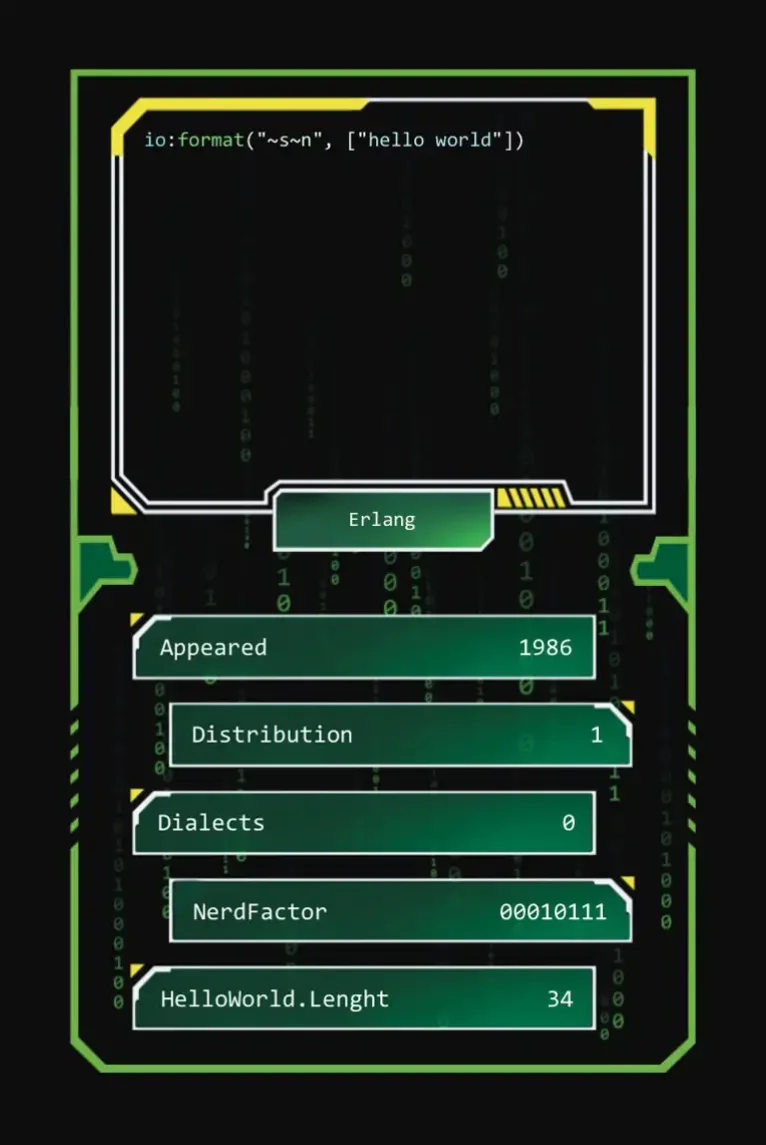 io:format("~s~n", ["hello world"])
Erlang
Appeared 1986
Distribution 1
Dialects 0
NerdFactor 00010111
HelloWorld.Lenght 34